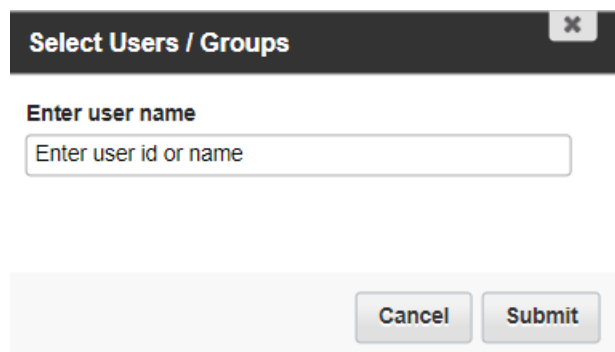 Select Users / Groups
Enter user name
Enter user id or name
Cancel Submit